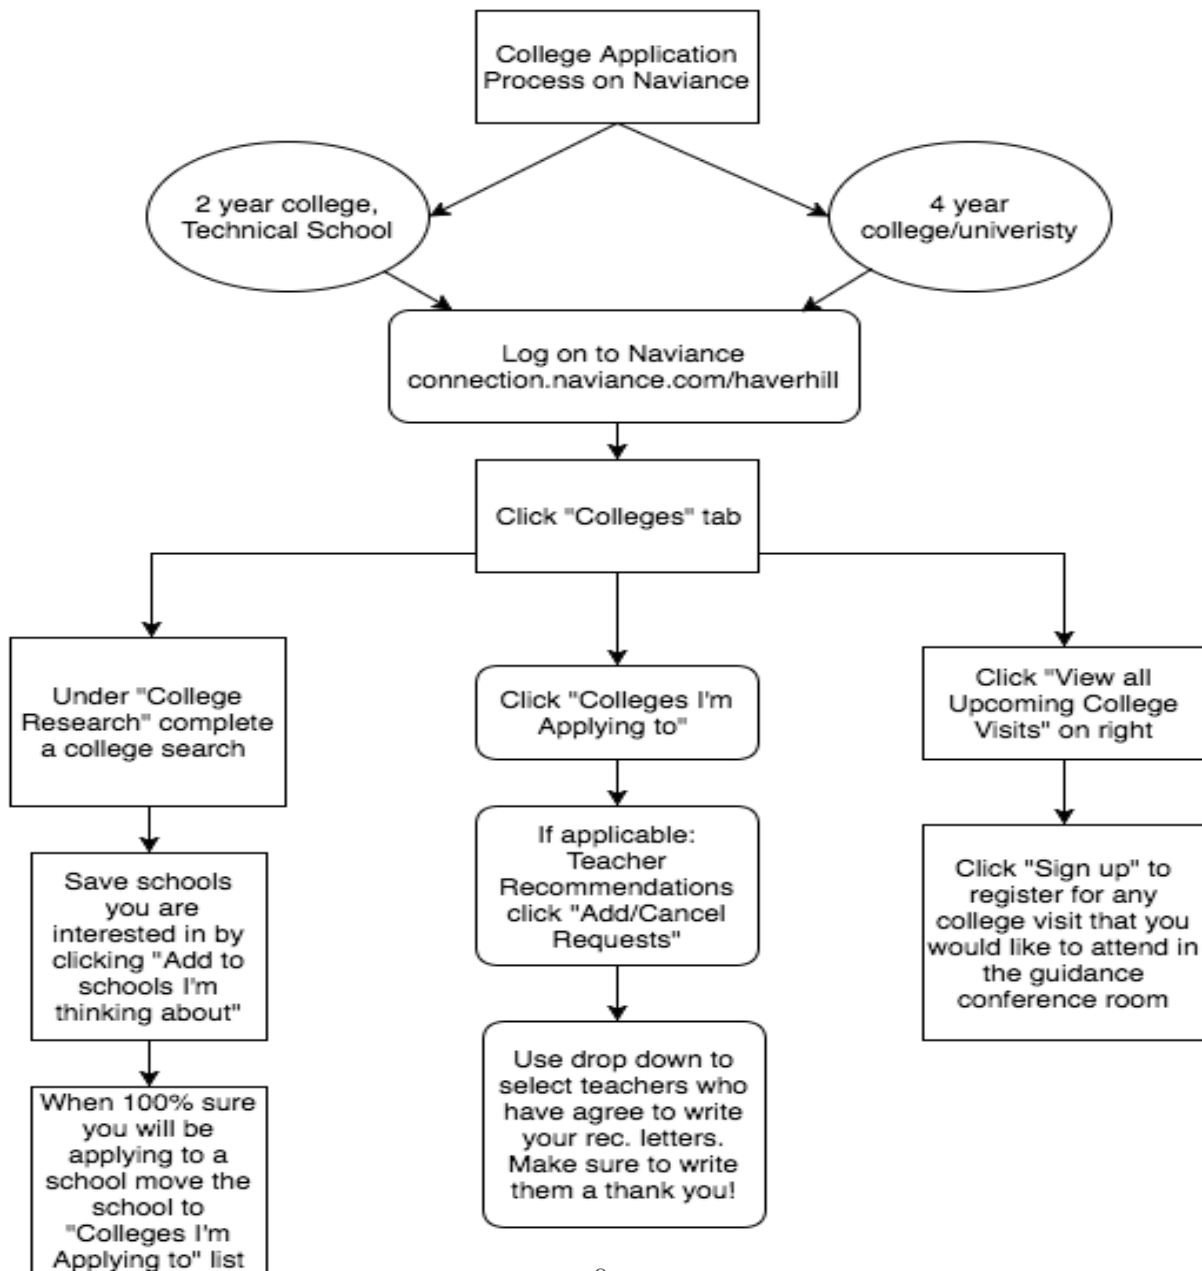 College Application
Process on Naviance
2 year college,
Technical School
4 year
college/univeristy
Log on to Naviance
connection.naviance.com/haverhill
Click "Colleges" tab
Under "College
Research" complete
a college search
Click "Colleges I'm
Applying to"
Click "View all
Upcoming College
Visits" on right
Save schools
you are
interested in by
clicking "Add to
schools I'm
thinking about"
If applicable:
Teacher
Recommendations
click "Add/Cancel
Requests"
Click "Sign up" to
register for any
college visit that you
would like to attend in
the guidance
conference room
When 100% sure
you will be
applying to a
school move the
school to
"Colleges I'm
Applying to" list
Use drop down to
select teachers who
have agree to write
your rec. letters.
Make sure to write
them a thank you!